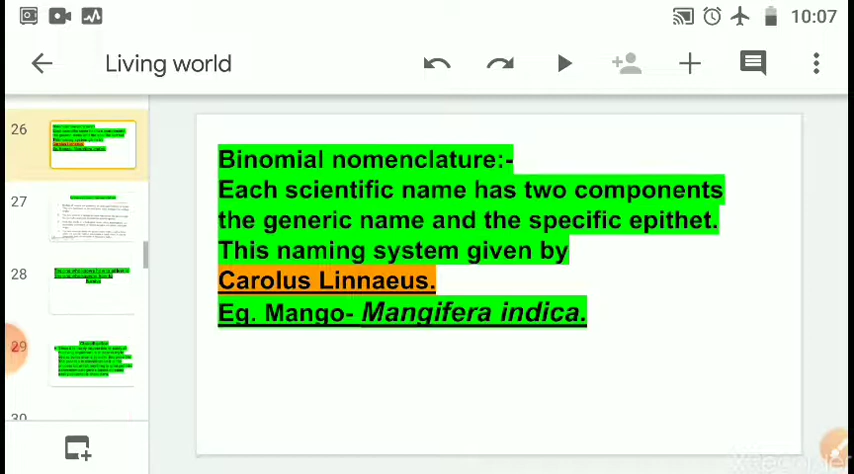 10:07
Living world
26
27
28
29
30
Binomial nomenclature:-
Each scientific name has two components
the generic name and the specific epithet.
This naming system given by
Carolus Linnaeus.
Eg. Mango- Mangifera indica.